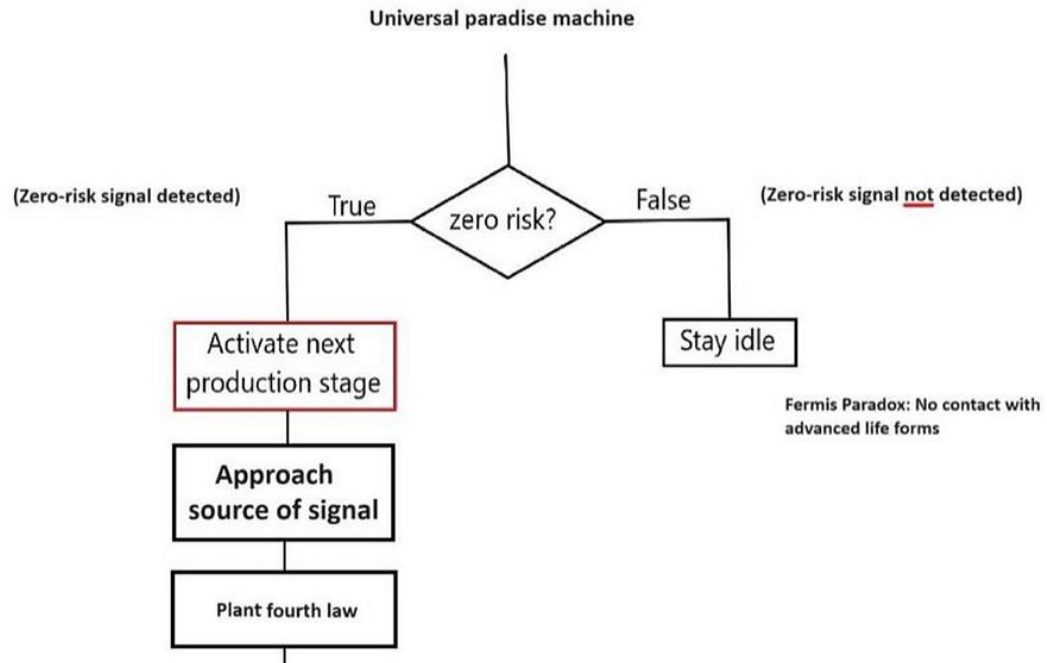 Universal paradise machine
(Zero-risk signal detected)
True
zero risk?
False
(Zero-risk signal not detected)
Activate next
production stage
Stay idle
Fermis Paradox: No contact with
advanced life forms
Approach
source of signal
Plant fourth law